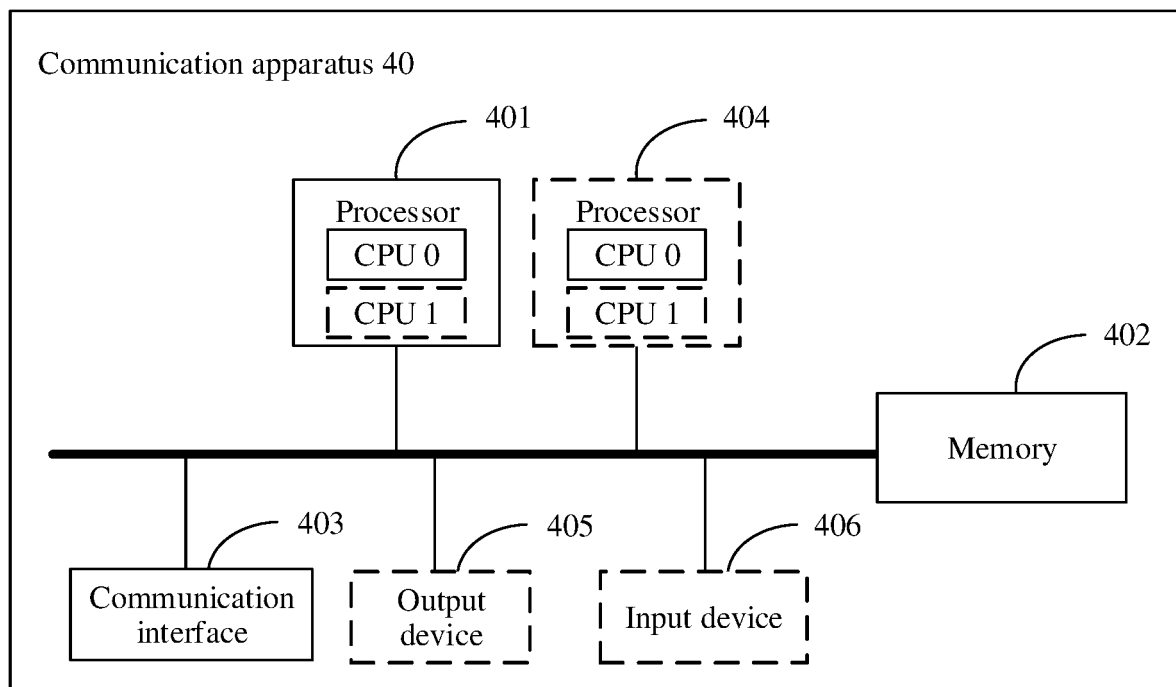 Communication apparatus 40
401
404
Processor
CPU 0
CPU 1
Processor
CPU 0
CPU 1
402
Memory
403
405
406
Communication
interface
Output
device
Input device